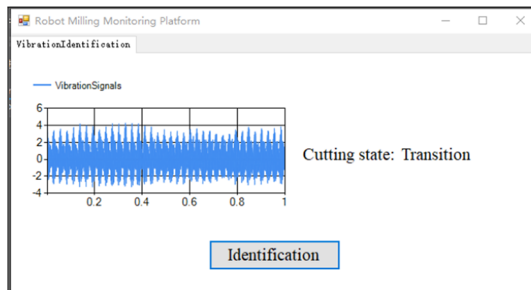 Robot Milling Monitoring Platform
VibrationIdentification
VibrationSignals
6
4
2
0
-2
-4
0.2 0.4 0.6 0.8 1
Cutting state: Transition
Identification